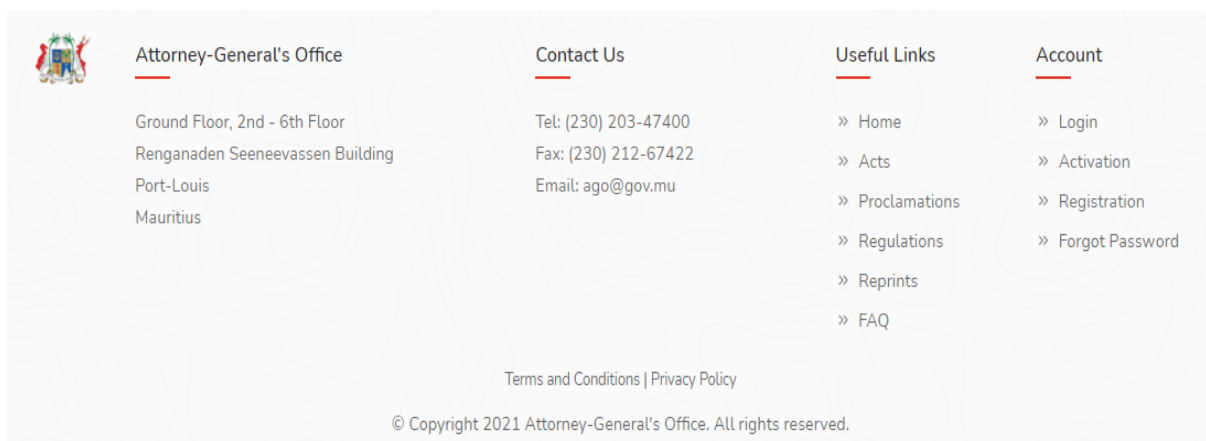 Attorney-General's Office
Ground Floor, 2nd - 6th Floor
Renganaden Seeneevassen Building
Port-Louis
Mauritius
Contact Us
Tel: (230) 203-47400
Fax: (230) 212-67422
Email: ago@gov.mu
Useful Links
» Home
» Acts
» Proclamations
» Regulations
» Reprints
» FAQ
Account
» Login
» Activation
» Registration
» Forgot Password
Terms and Conditions | Privacy Policy
© Copyright 2021 Attorney-General's Office. All rights reserved.